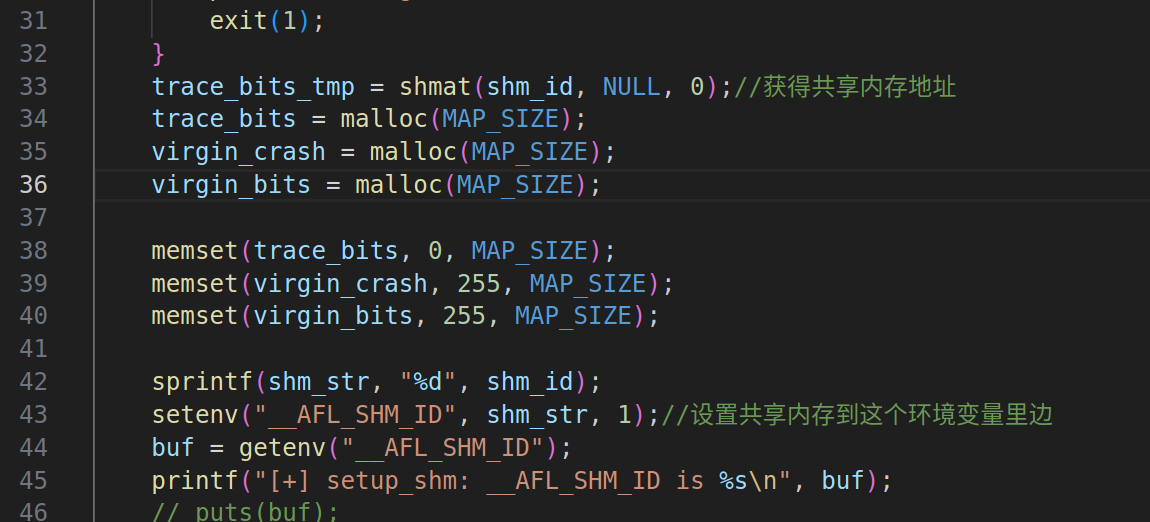 31 exit(1);
32 }
33 trace_bits_tmp = shmat(shm_id, NULL, 0);//获得共享内存地址
34 trace_bits = malloc(MAP_SIZE);
35 virgin_crash = malloc(MAP_SIZE);
36 virgin_bits = malloc(MAP_SIZE);
37
38 memset(trace_bits, 0, MAP_SIZE);
39 memset(virgin_crash, 255, MAP_SIZE);
40 memset(virgin_bits, 255, MAP_SIZE);
41
42 sprintf(shm_str, "%d", shm_id);
43 setenv("__AFL_SHM_ID", shm_str, 1);//设置共享内存到这个环境变量里边
44 buf = getenv("__AFL_SHM_ID");
45 printf("[+] setup_shm: __AFL_SHM_ID is %s\n", buf);
46 // puts(buf);